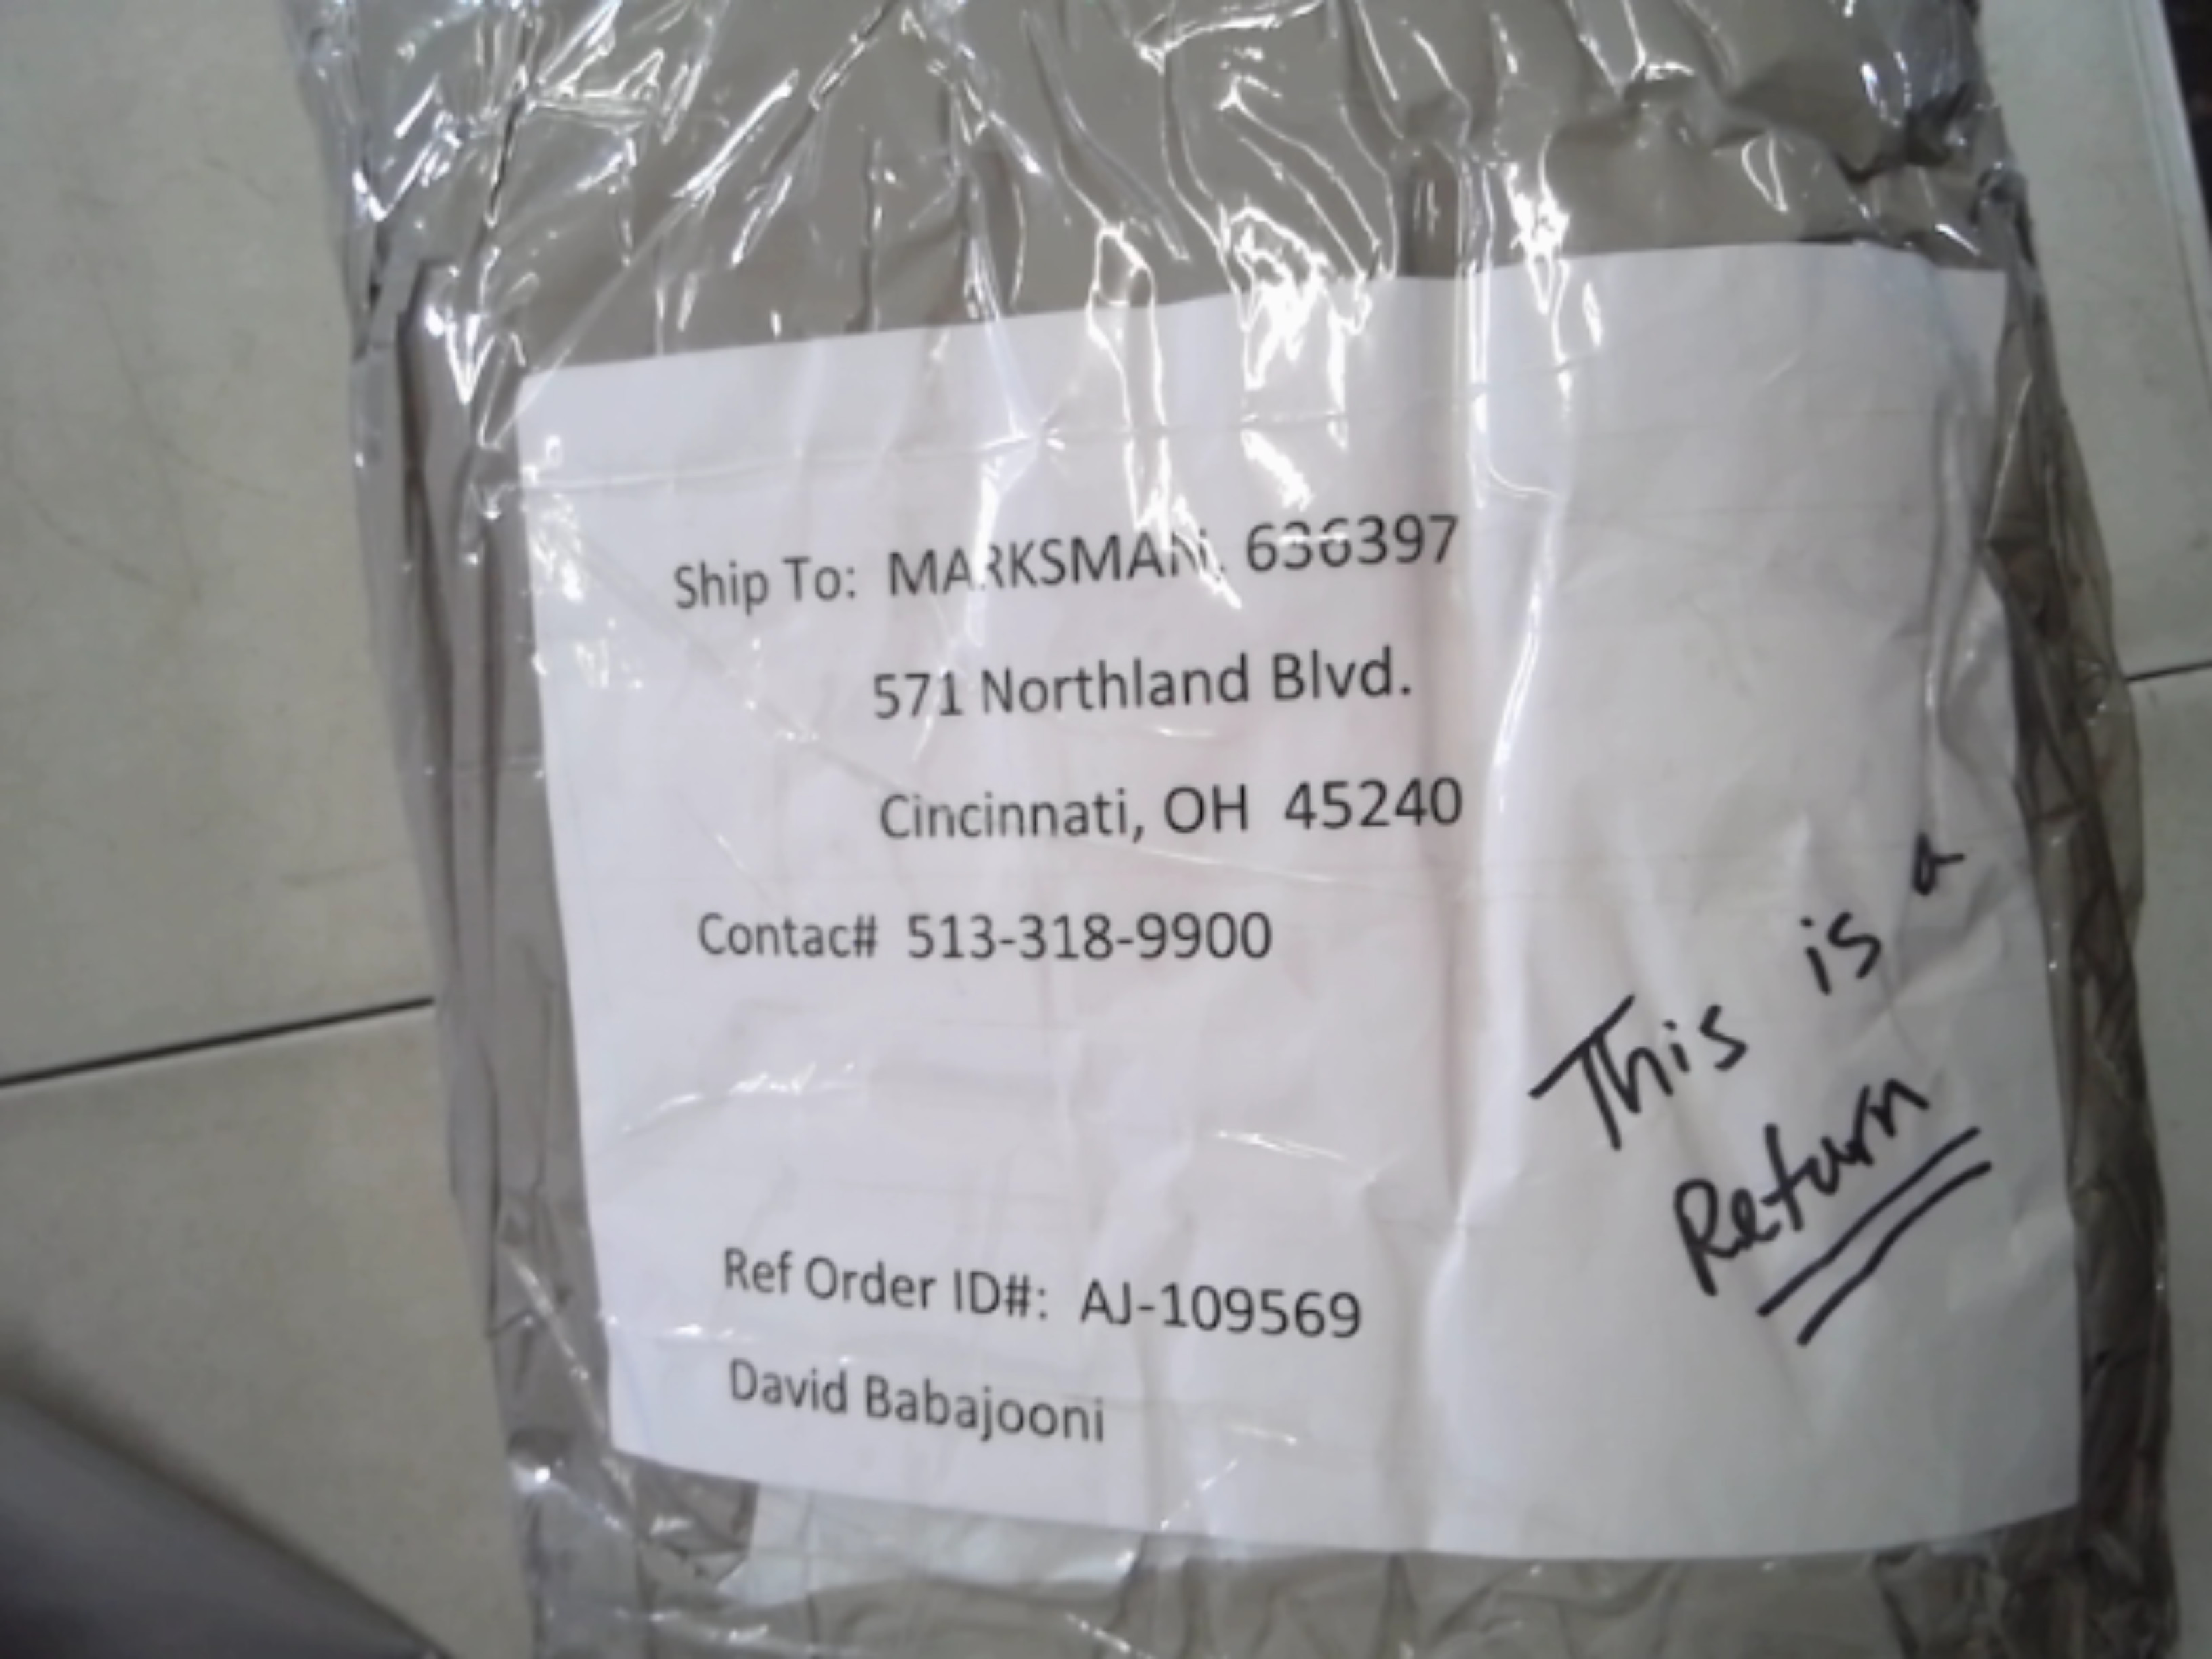 Ship To: MARKSMAN. 636397
571 Northland Blvd.
Cincinnati, OH 45240
Contac# 513-318-9900
This is a
Return
Ref Order ID#: AJ-109569
David Babajooni